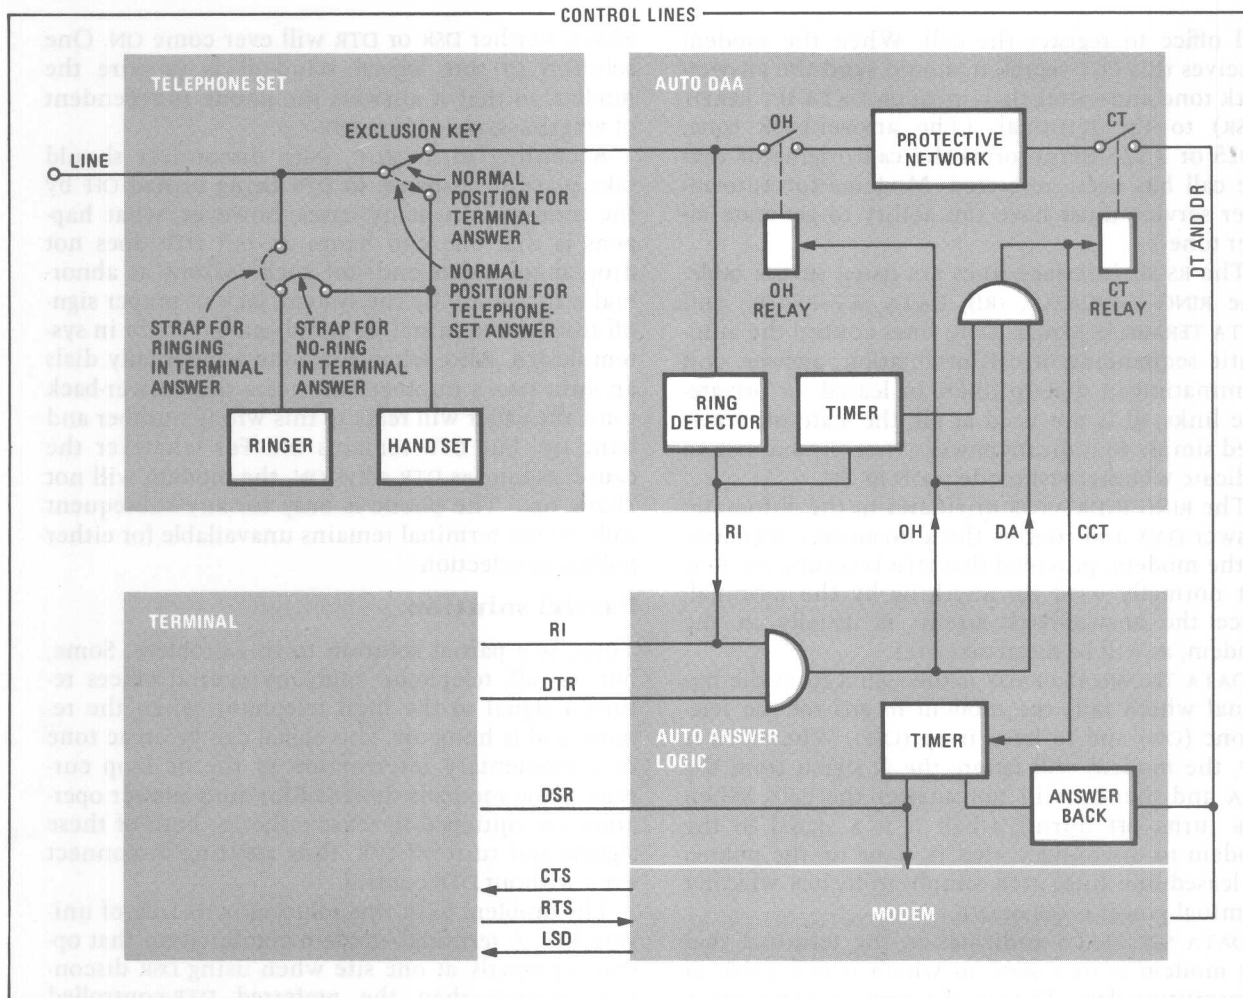 CONTROL LINES
TELEPHONE SET
LINE
EXCLUSION KEY
NORMAL
POSITION FOR
TERMINAL
ANSWER
NORMAL
POSITION FOR
TELEPHONE-
SET ANSWER
STRAP FOR
RINGING
IN TERMINAL
ANSWER
STRAP FOR
NO-RING
IN TERMINAL
ANSWER
RINGER
HAND SET
AUTO DAA
OH
PROTECTIVE
NETWORK
CT
OH
RELAY
CT
RELAY
DT AND DR
RING
DETECTOR
TIMER
RI
OH
DA
CCT
TERMINAL
RI
DTR
DSR
CTS
RTS
LSD
AUTO ANSWER
LOGIC
TIMER
ANSWER
BACK
MODEM